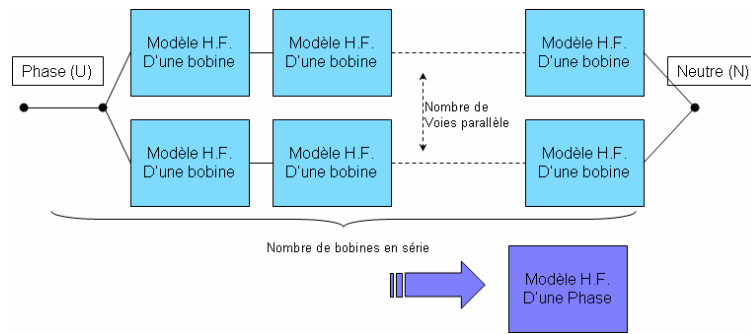 Modèle H.F.
D'une bobine
Modèle H.F.
D'une bobine
Modèle H.F.
D'une bobine
Phase (U)
Neutre (N)
Nombre de
Voies parallèle
Modèle H.F.
D'une bobine
Modèle H.F.
D'une bobine
Modèle H.F.
D'une bobine
Nombre de bobines en série
Modèle H.F.
D'une Phase